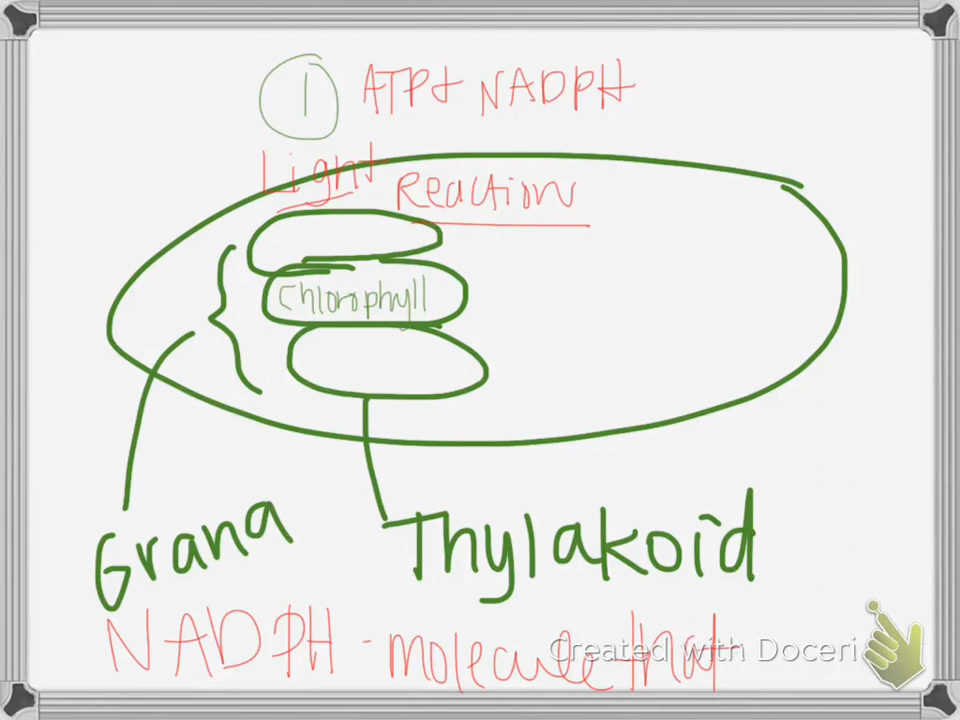 1 ATP+ NADPH
Light Reaction
Chlorophyll
Grana
Thylakoid
NADPH - molecule that
Created with Doceri